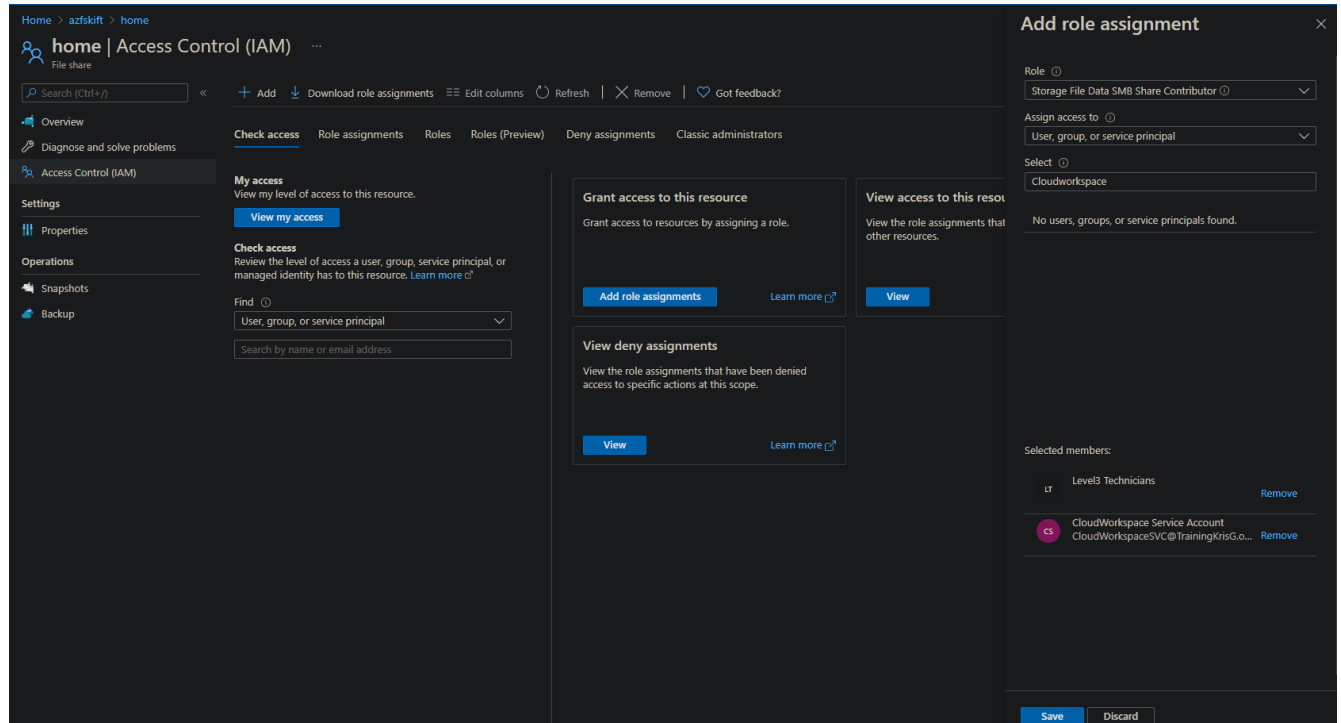 Home > azfskift > home
home | Access Control (IAM) ...
File share
Search (Ctrl+/)
«
Overview
Diagnose and solve problems
Access Control (IAM)
Settings
Properties
Operations
Snapshots
Backup
+ Add
Download role assignments
Edit columns
Refresh
Remove
Got feedback?
Check access
Role assignments
Roles
Roles (Preview)
Deny assignments
Classic administrators
My access
View my level of access to this resource.
View my access
Check access
Review the level of access a user, group, service principal, or
managed identity has to this resource. Learn more
Find
User, group, or service principal
Search by name or email address
Grant access to this resource
Grant access to resources by assigning a role.
Add role assignments
Learn more
View access to this resou
View the role assignments that
other resources.
View
View deny assignments
View the role assignments that have been denied
access to specific actions at this scope.
View
Learn more
Add role assignment
Role
Storage File Data SMB Share Contributor
Assign access to
User, group, or service principal
Select
Cloudworkspace
No users, groups, or service principals found.
Selected members:
LT
Level3 Technicians
Remove
CS
CloudWorkspace Service Account
CloudWorkspaceSVC@TrainingKrisG.o...
Remove
Save
Discard